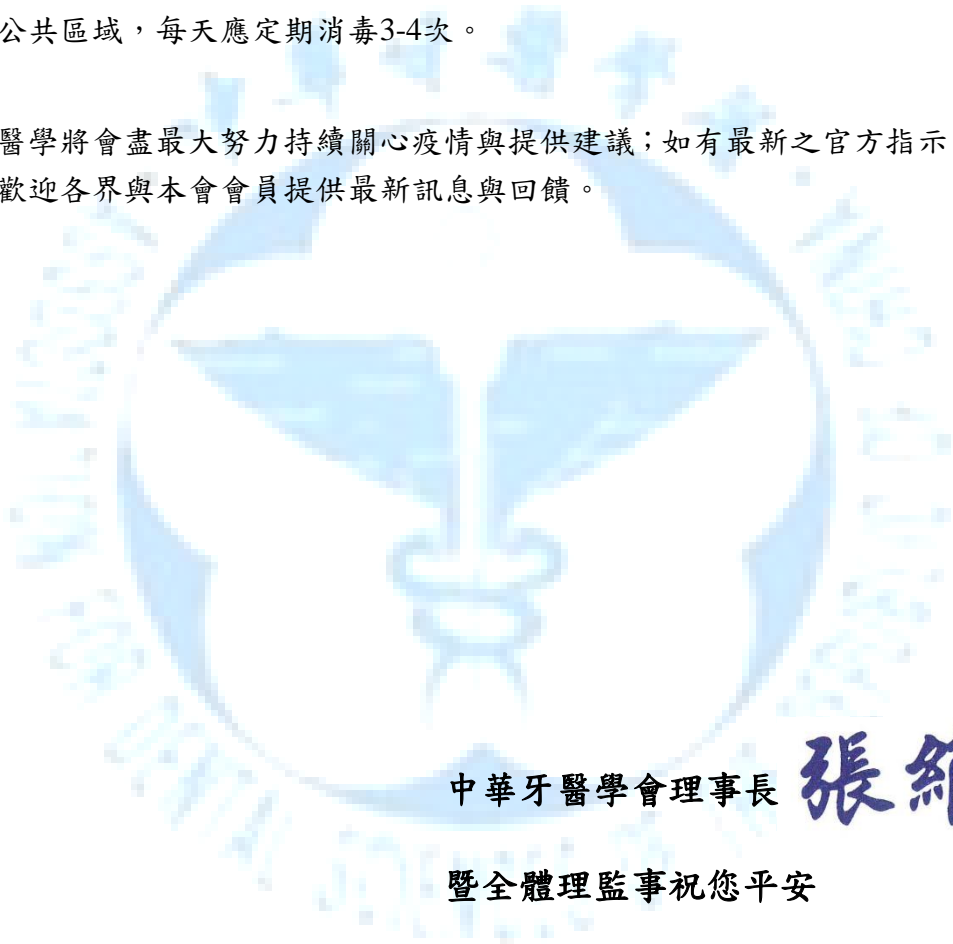 公共區域，每天應定期消毒3-4次。
醫學將會盡最大努力持續關心疫情與提供建議；如有最新之官方指示
歡迎各界與本會會員提供最新訊息與回饋。
中華牙醫學會理事長 張
暨全體理監事祝您平安